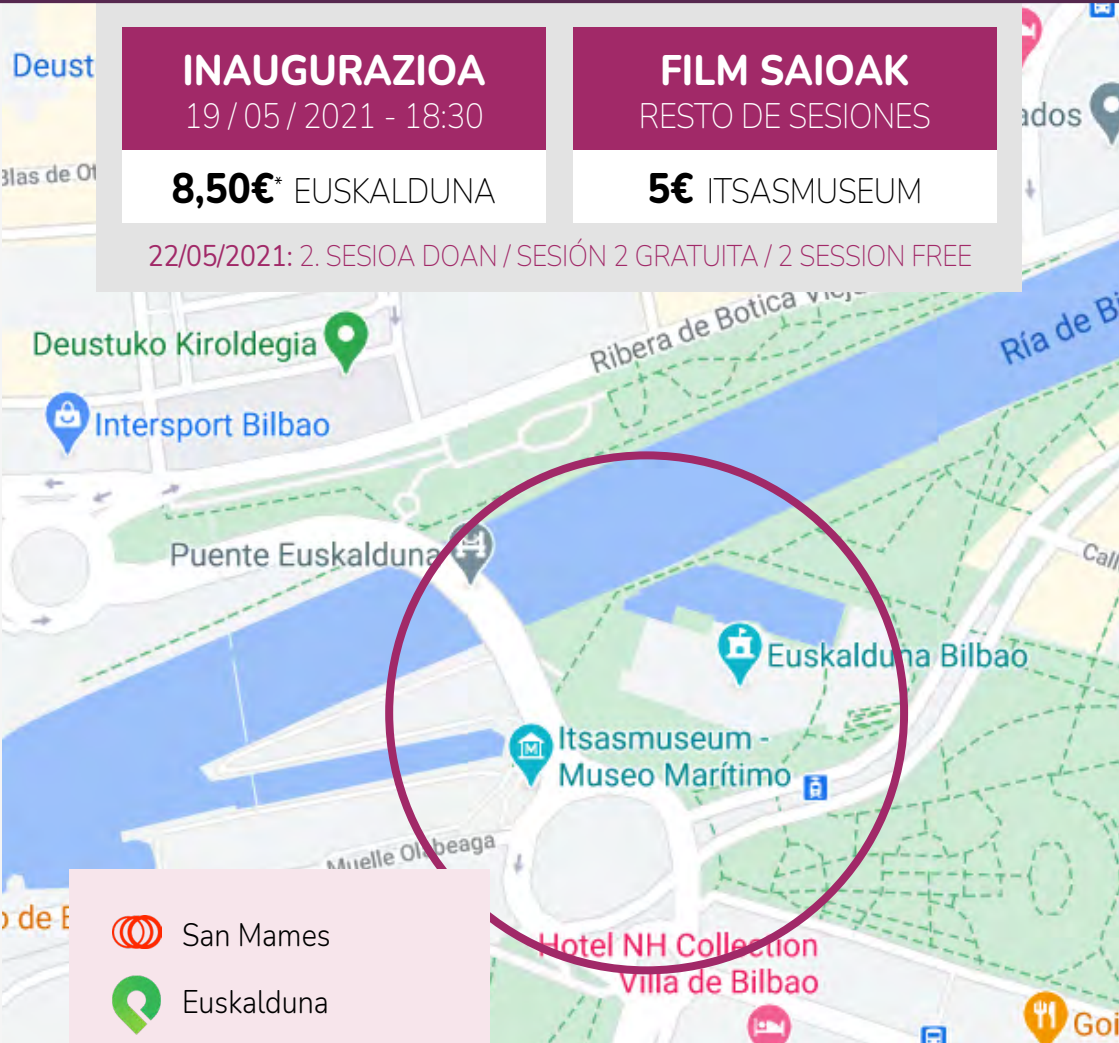 INAUGURAZIOA
19 / 05 / 2021 - 18:30
8,50€* EUSKALDUNA
FILM SAIOAK
RESTO DE SESIONES
5€ ITSASMUSEUM
22/05/2021: 2. SESIOA DOAN / SESIÓN 2 GRATUITA / 2 SESSION FREE
Deust
Blas de Ot
ados
Deustuko Kiroldegia
Ribera de Botica Vieja
Ría de B
Intersport Bilbao
Puente Euskalduna
Call
Euskalduna Bilbao
Itsasmuseum -
Museo Marítimo
Muelle Olabeaga
o de B
San Mames
Euskalduna
Hotel NH Collection
Villa de Bilbao
Goi